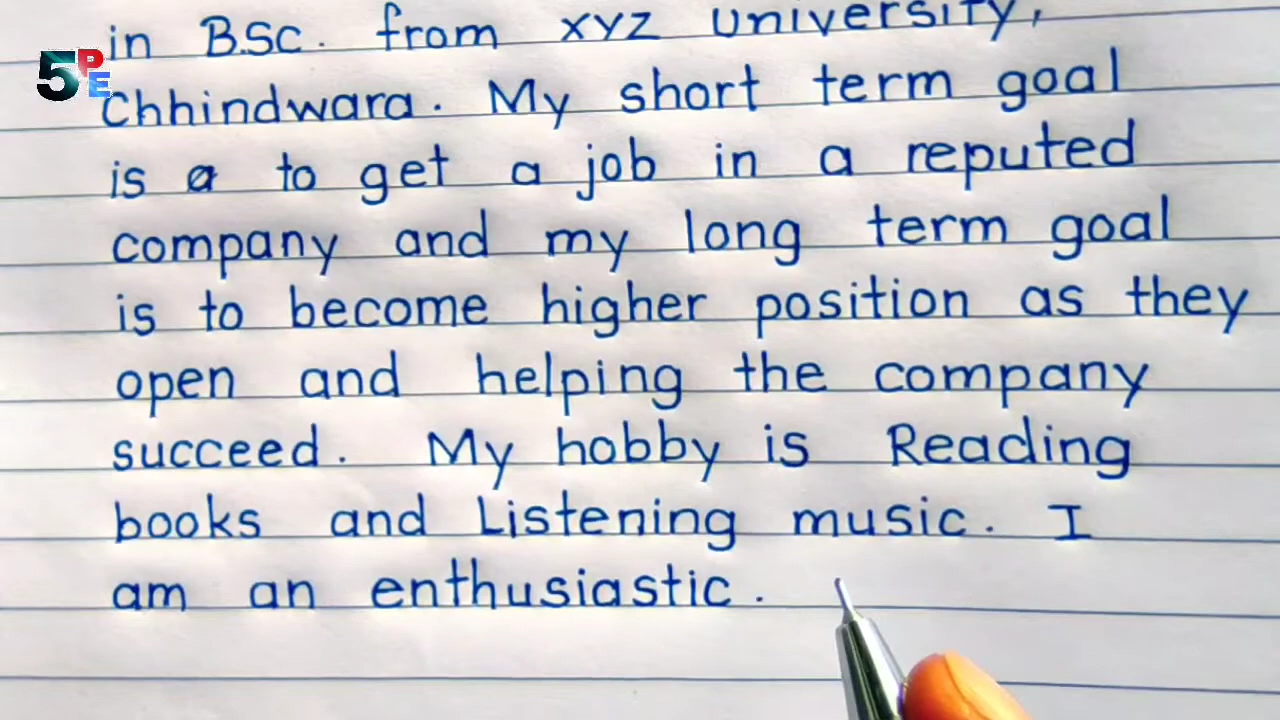 5PE
in B.Sc. from XYZ University,
Chhindwara. My short term goal
is a to get a job in a reputed
company and my long term goal
is to become higher position as they
open and helping the company
succeed. My hobby is Reading
books and Listening music. I
am an enthusiastic.